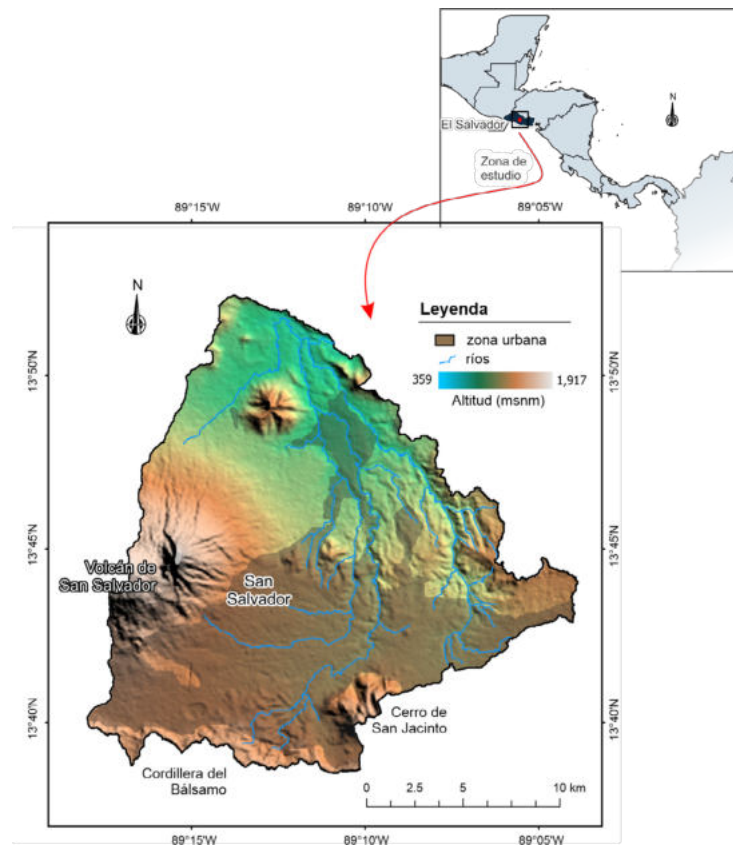 N
El Salvador
Zona de
estudio
89°15'W
89°10'W
89°05'W
N
Leyenda
zona urbana
ríos
359
1,917
Altitud (msnm)
13°50'N
13°50'N
13°45'N
13°45'N
Volcán de
San Salvador
San
Salvador
13°40'N
13°40'N
Cerro de
San Jacinto
Cordillera del
Bálsamo
0
2.5
5
10 km
89°15'W
89°10'W
89°05'W